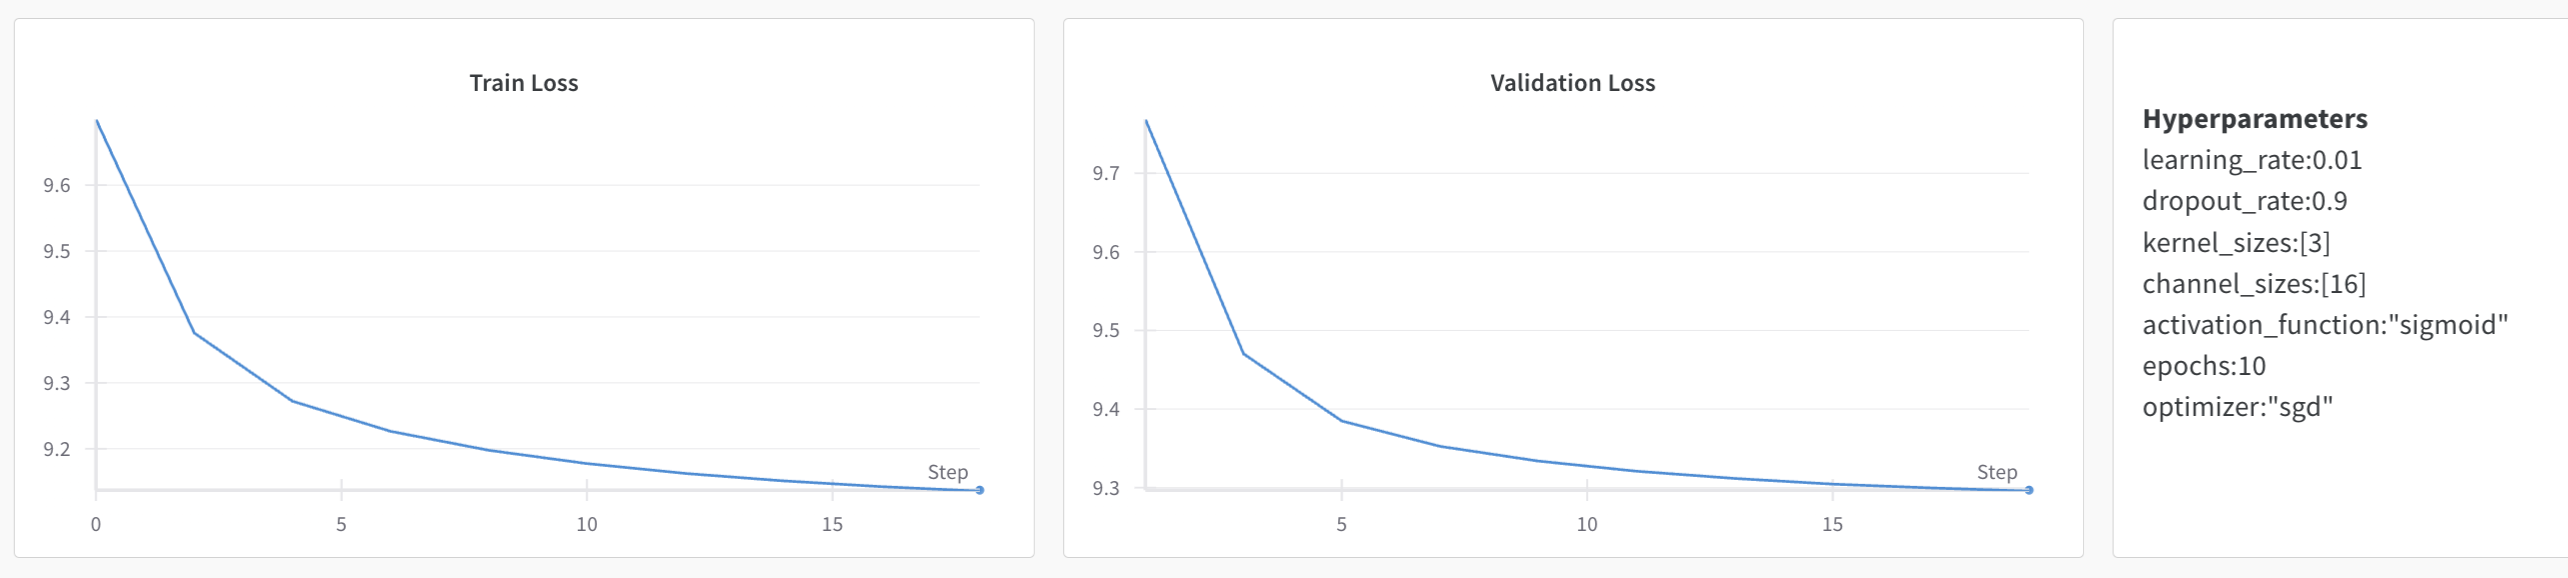 Train Loss
9.6
9.5
9.4
9.3
9.2
Step
0 5 10 15
Validation Loss
9.7
9.6
9.5
9.4
9.3
Step
5 10 15
Hyperparameters
learning_rate:0.01
dropout_rate:0.9
kernel_sizes:[3]
channel_sizes:[16]
activation_function:"sigmoid"
epochs:10
optimizer:"sgd"